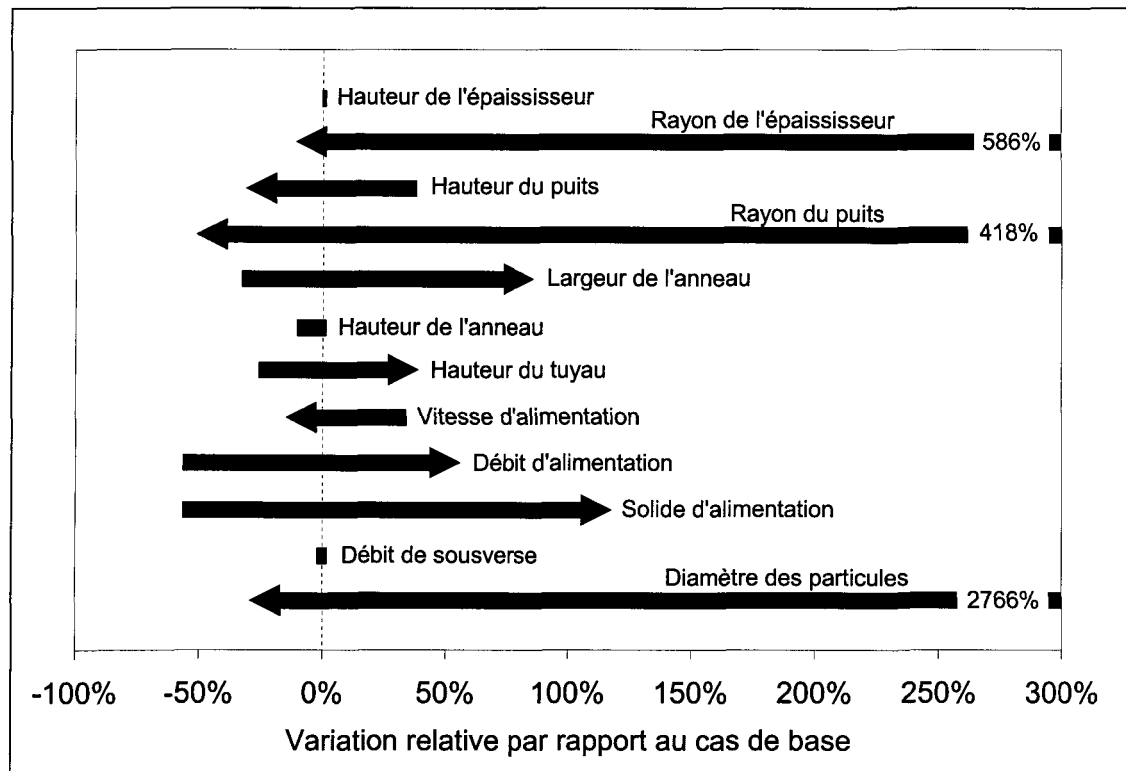 Hauteur de l'épaississeur
Rayon de l'épaississeur
586%
Hauteur du puits
Rayon du puits
418%
Largeur de l'anneau
Hauteur de l'anneau
Hauteur du tuyau
Vitesse d'alimentation
Débit d'alimentation
Solide d'alimentation
Débit de sousverse
Diamètre des particules
2766%
-100% -50% 0% 50% 100% 150% 200% 250% 300%
Variation relative par rapport au cas de base